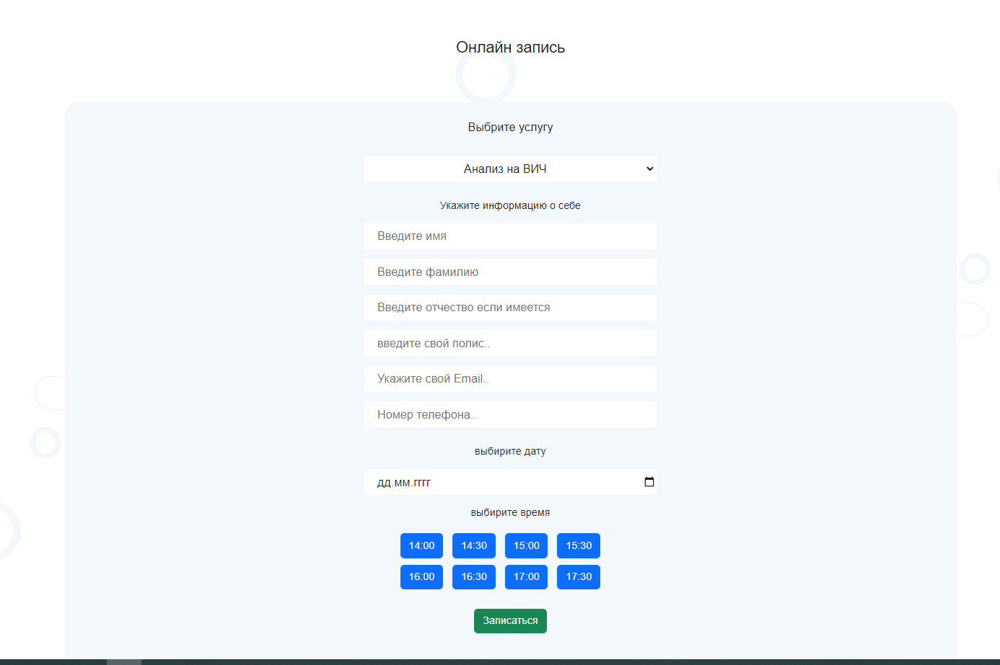 Онлайн запись
Выбрите услугу
Анализ на ВИЧ
Укажите информацию о себе
Введите имя
Введите фамилию
Введите отчество если имеется
введите свой полис..
Укажите свой Email..
Номер телефона..
выбирите дату
дд.мм.гггг
выбирите время
14:00 14:30 15:00 15:30
16:00 16:30 17:00 17:30
Записаться